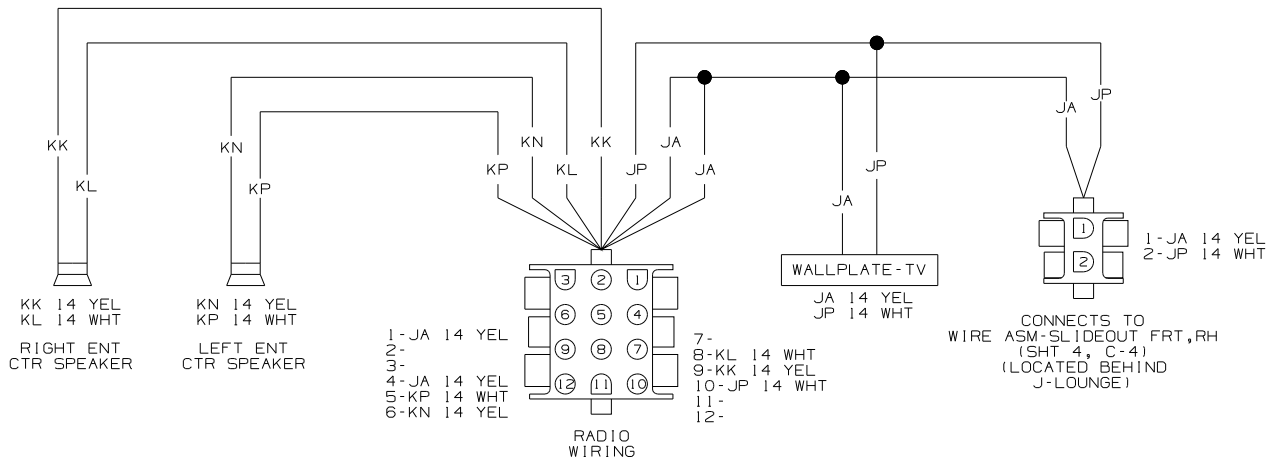 KK
KL
KN
KP
KP
KN
KL
KK
JP
JA
JA
JA
JP
JA
JP
KK 14 YEL
KL 14 WHT
RIGHT ENT
CTR SPEAKER
KN 14 YEL
KP 14 WHT
LEFT ENT
CTR SPEAKER
1-JA 14 YEL
2-
3-
4-JA 14 YEL
5-KP 14 WHT
6-KN 14 YEL
3 2 1
6 5 4
9 8 7
12 11 10
7-
8-KL 14 WHT
9-KK 14 YEL
10-JP 14 WHT
11-
12-
RADIO
WIRING
WALLPLATE-TV
JA 14 YEL
JP 14 WHT
1
2
1-JA 14 YEL
2-JP 14 WHT
CONNECTS TO
WIRE ASM-SLIDEOUT FRT,RH
(SHT 4, C-4)
(LOCATED BEHIND
J-LOUNGE)